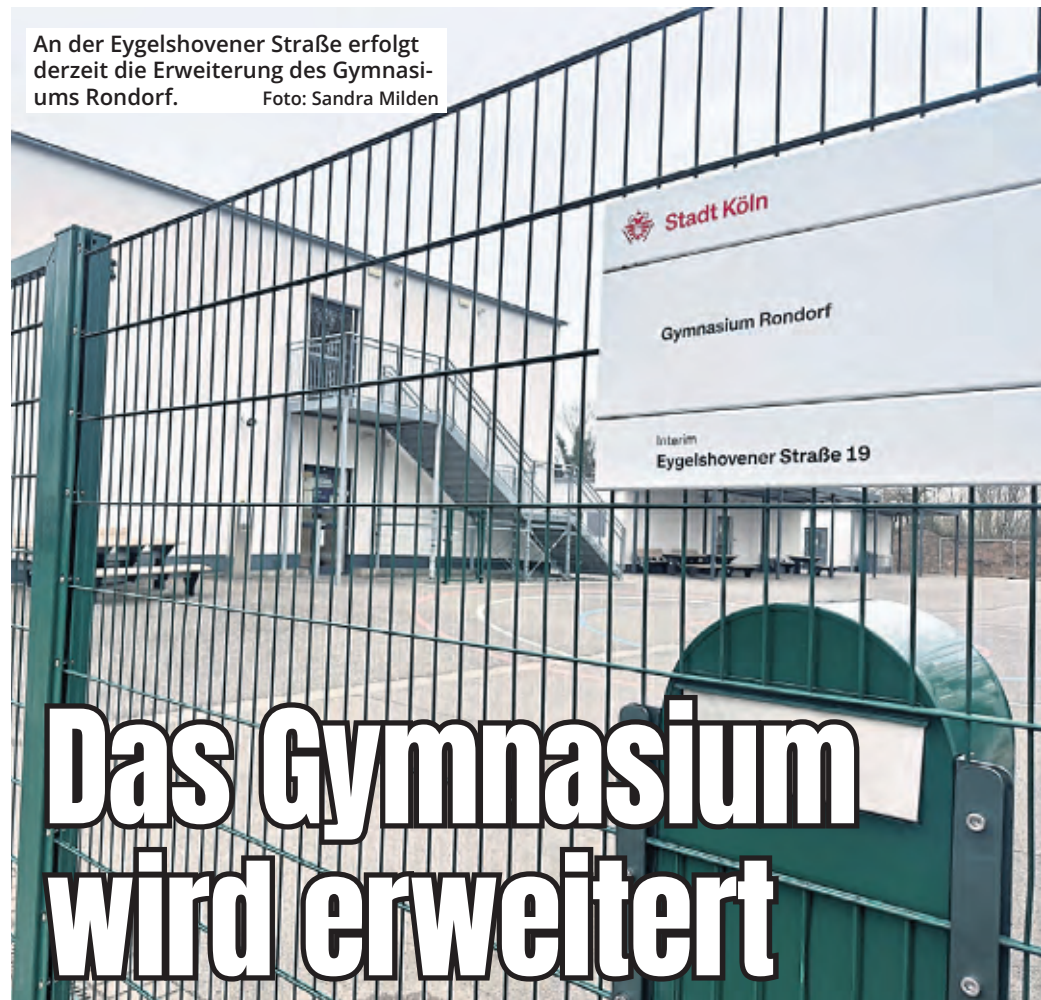 An der Eygelshovener Straße erfolgt
derzeit die Erweiterung des Gymnasi-
ums Rondorf. Foto: Sandra Milden
Stadt Köln
Gymnasium Rondorf
Interim
Eygelshovener Straße 19
Das Gymnasium
wird erweitert